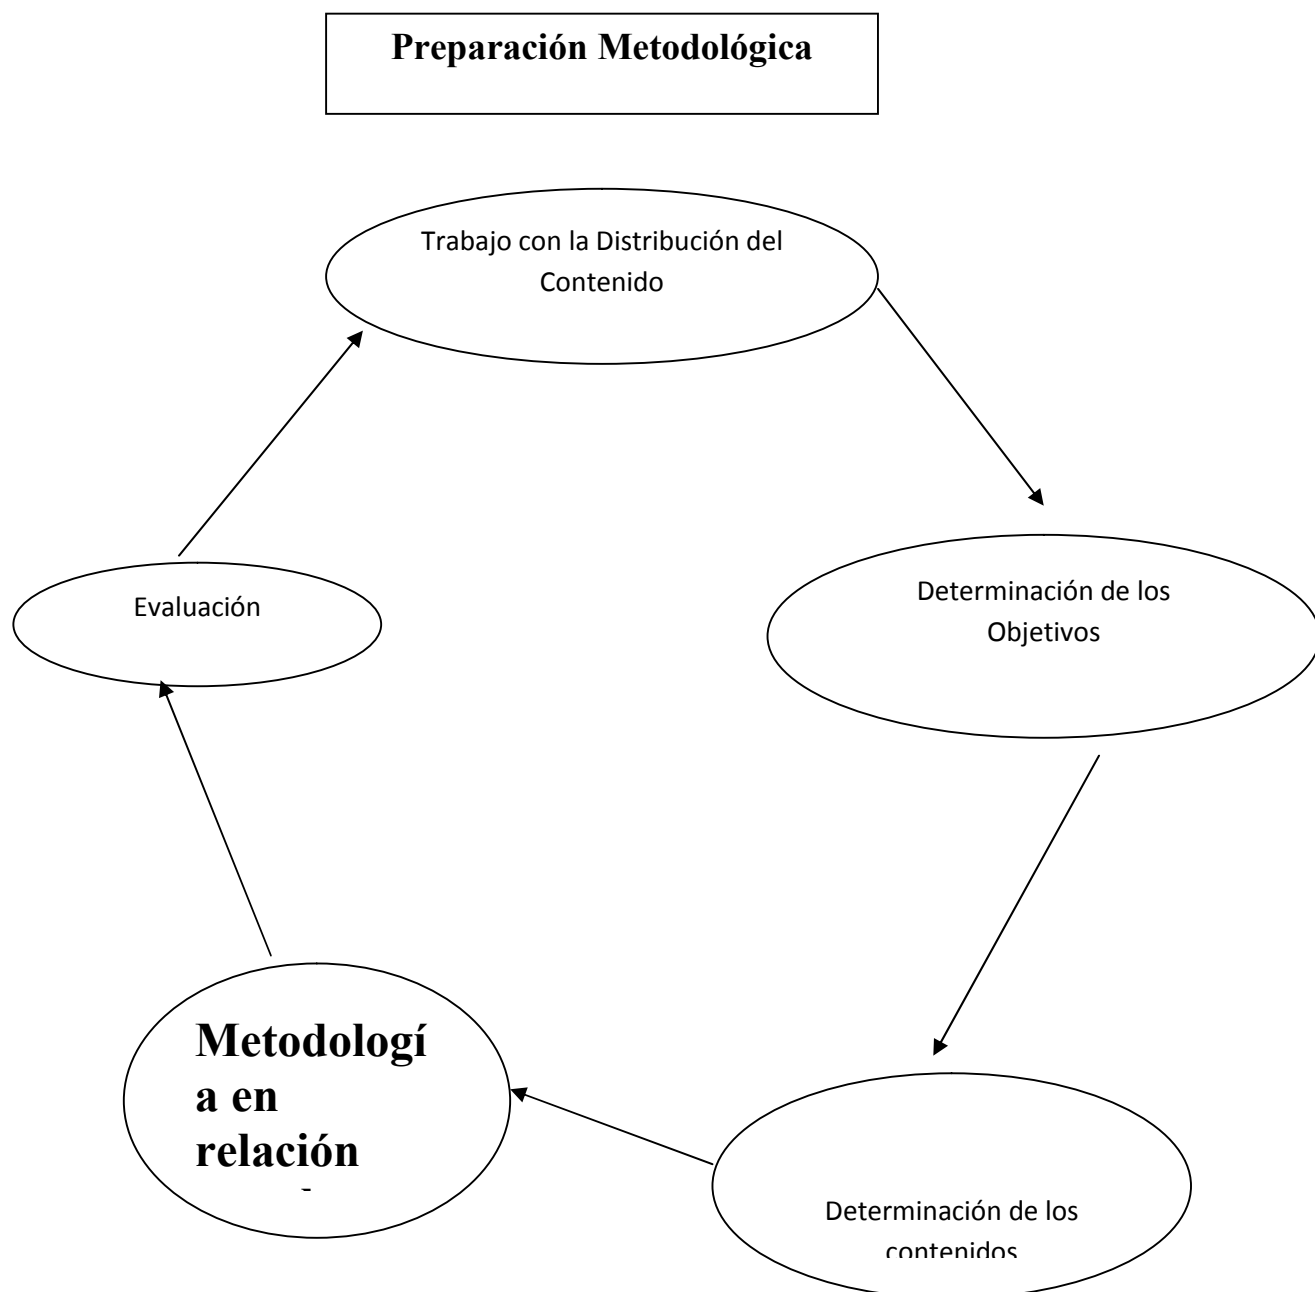 Preparación Metodológica
Trabajo con la Distribución del
Contenido
Determinación de los
Objetivos
Evaluación
Metodologí
a en
relación
Determinación de los
contenidos